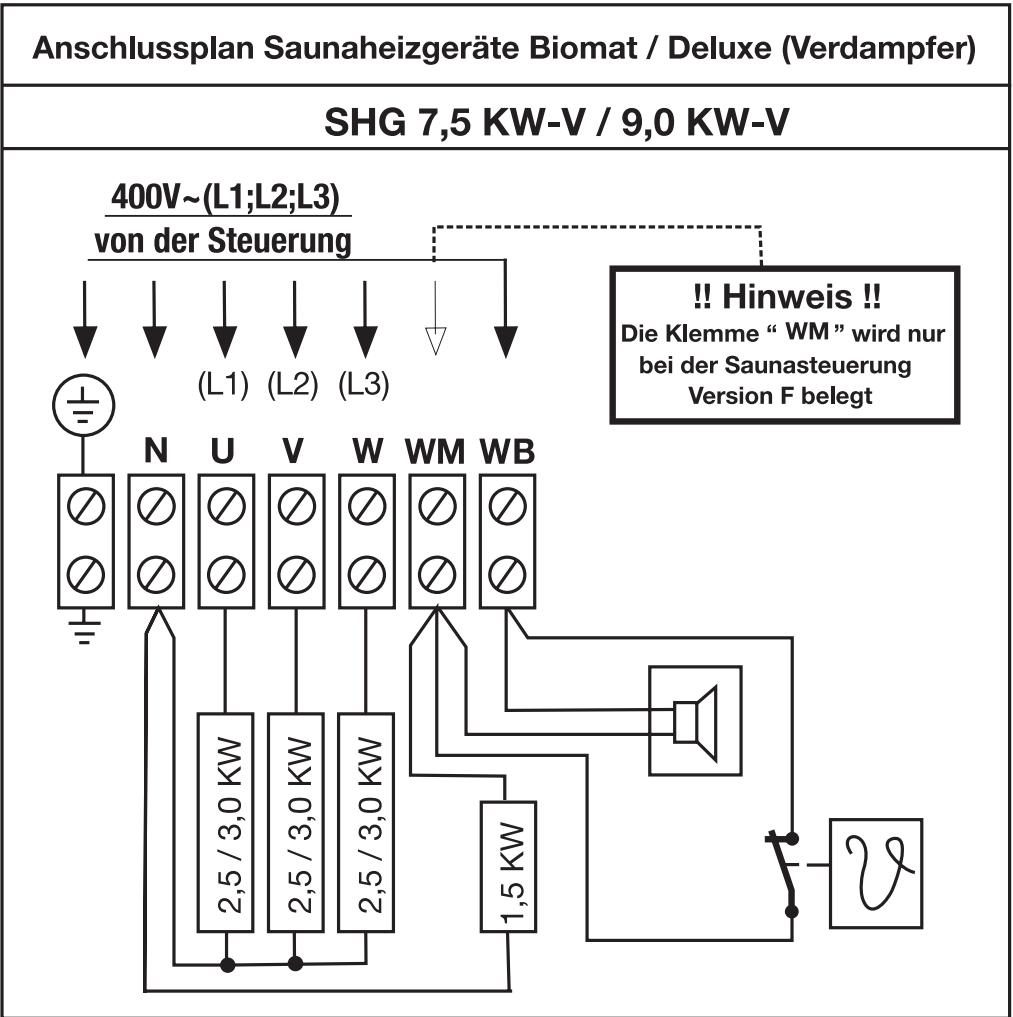 Anschlussplan Saunaheizgeräte Biomat / Deluxe (Verdampfer)
SHG 7,5 KW-V / 9,0 KW-V
400V~(L1;L2;L3)
von der Steuerung
!! Hinweis !!
Die Klemme “ WM ” wird nur
bei der Saunasteuerung
Version F belegt
(L1) (L2) (L3)
N U V W WM WB
2,5 / 3,0 KW
2,5 / 3,0 KW
2,5 / 3,0 KW
1,5 KW
ϑ